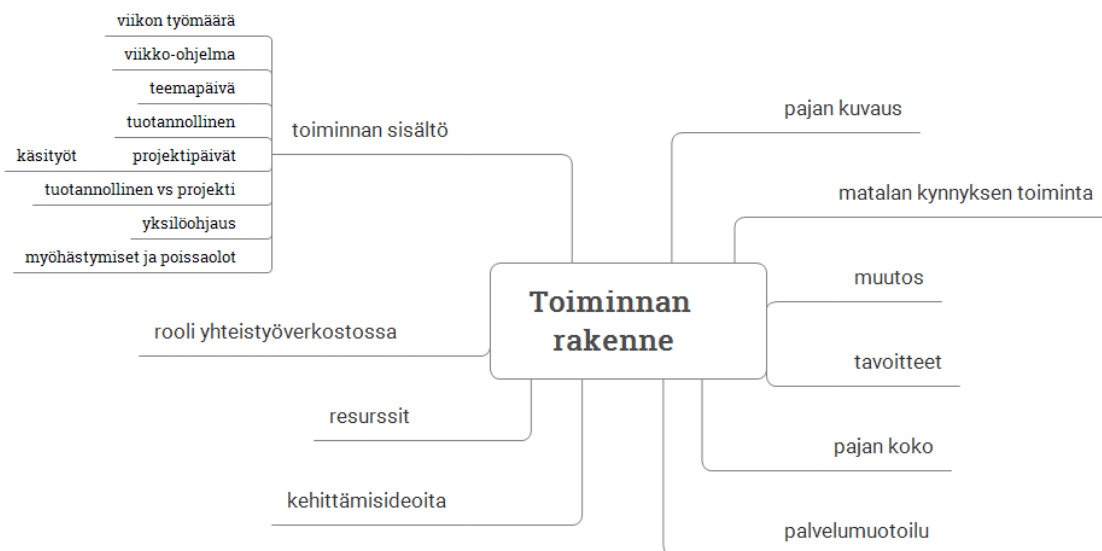 viikon työmäärä
viikko-ohjelma
teemapäivä
tuotannollinen
käsityöt
projektipäivät
tuotannollinen vs projekti
yksilöohjaus
myöhästymiset ja poissaolot
toiminnan sisältö
rooli yhteistyöverkostossa
resurssit
kehittämisideoita
Toiminnan
rakenne
pajan kuvaus
matalan kynnyksen toiminta
muutos
tavoitteet
pajan koko
palvelumuotoilu